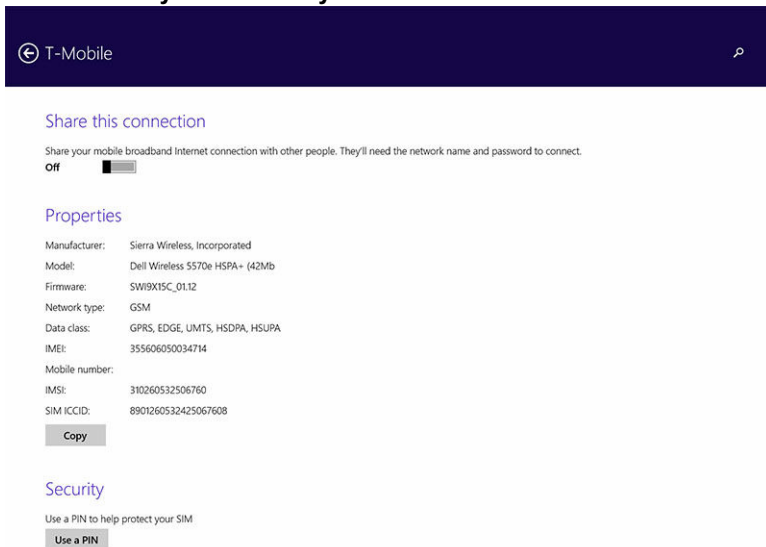 T-Mobile
Share this connection
Share your mobile broadband Internet connection with other people. They'll need the network name and password to connect.
Off
Properties
Manufacturer: Sierra Wireless, Incorporated
Model: Dell Wireless 5570e HSPA+ (42Mb
Firmware: SWI9X15C_01.12
Network type: GSM
Data class: GPRS, EDGE, UMTS, HSDPA, HSUPA
IMEI: 355606050034714
Mobile number:
IMSI: 310260532506760
SIM ICCID: 8901260532425067608
Copy
Security
Use a PIN to help protect your SIM
Use a PIN